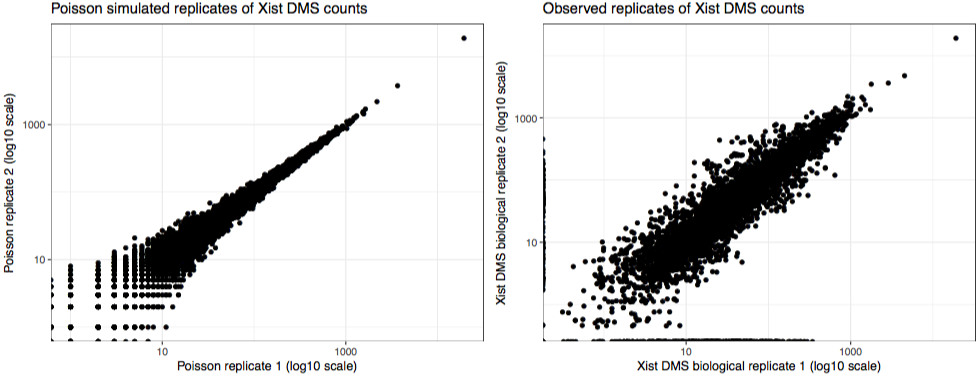 Poisson simulated replicates of Xist DMS counts
Poisson replicate 2 (log10 scale)
1000
10
10
1000
Poisson replicate 1 (log10 scale)
Observed replicates of Xist DMS counts
Xist DMS biological replicate 2 (log10 scale)
1000
10
10
1000
Xist DMS biological replicate 1 (log10 scale)